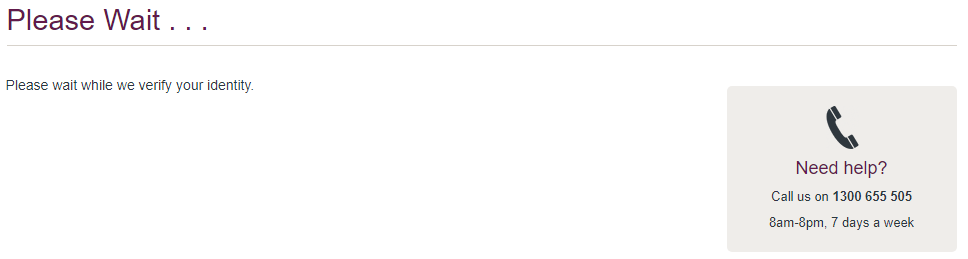 Please Wait . . .
Please wait while we verify your identity.
Need help?
Call us on 1300 655 505
8am-8pm, 7 days a week